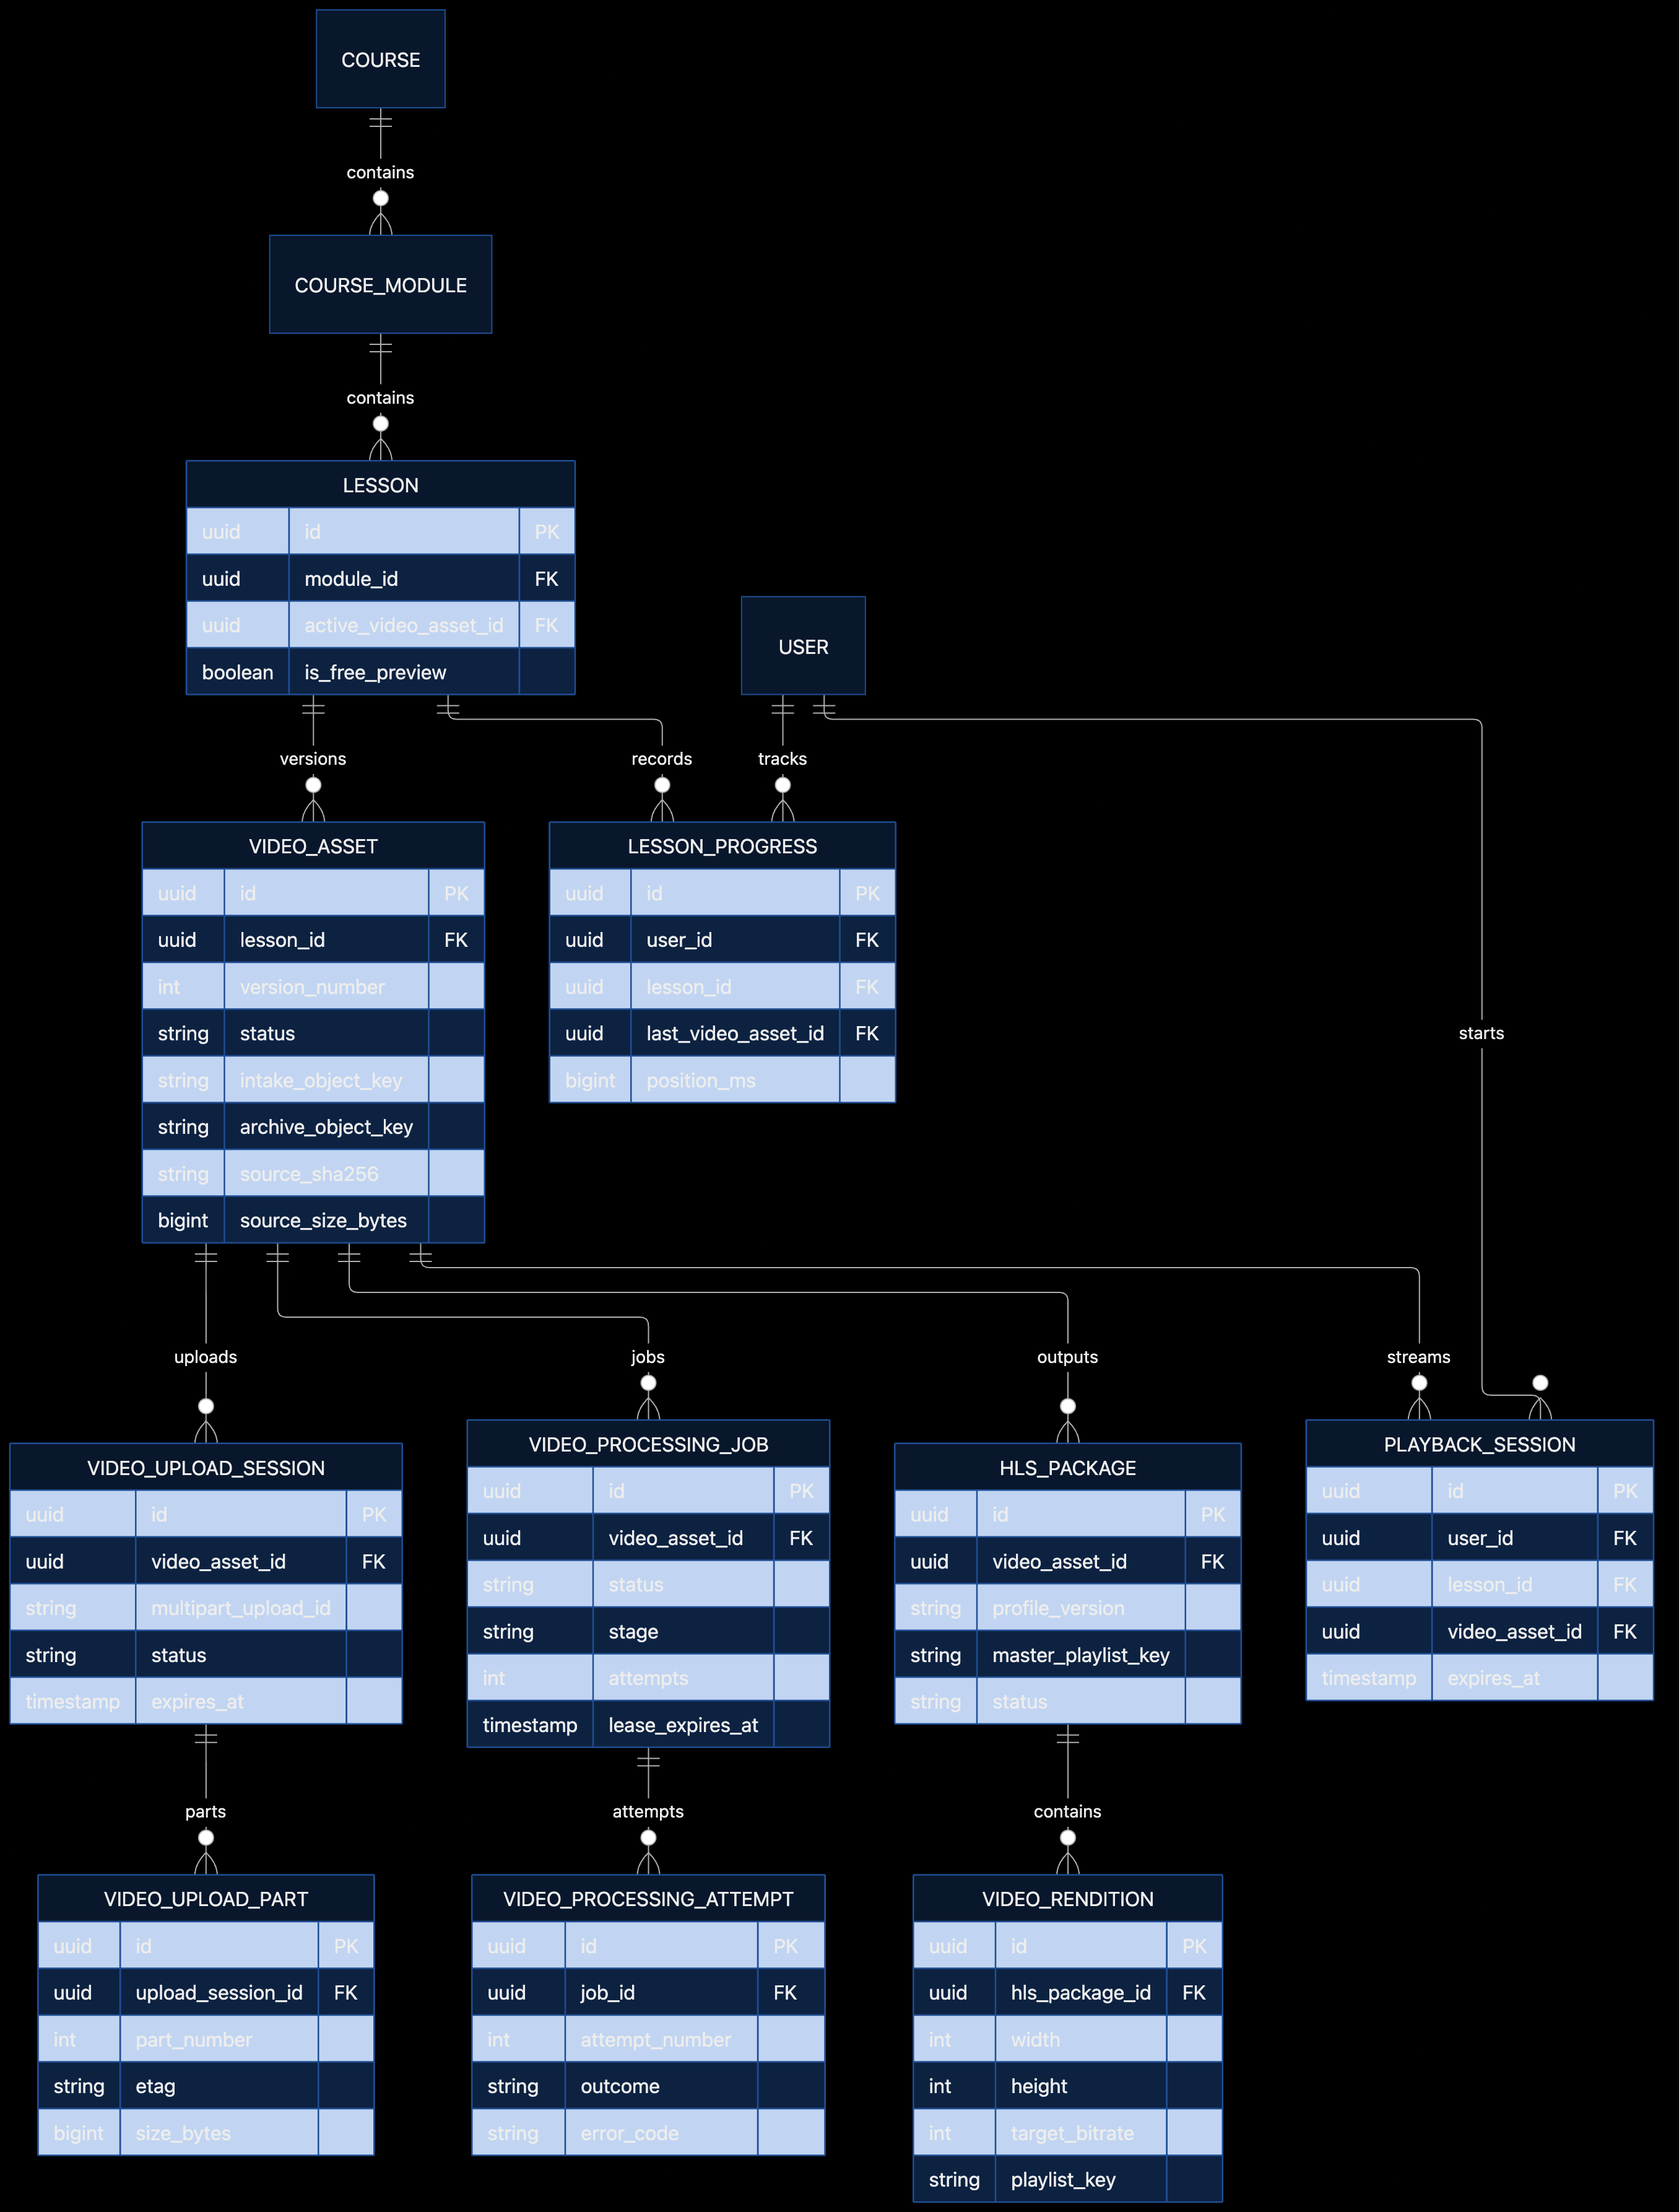 COURSE
contains
COURSE_MODULE
contains
LESSON
uuid id PK
uuid module_id FK
uuid active_video_asset_id FK
boolean is_free_preview
USER
versions
records
tracks
VIDEO_ASSET
uuid id PK
uuid lesson_id FK
int version_number
string status
string intake_object_key
string archive_object_key
string source_sha256
bigint source_size_bytes
LESSON_PROGRESS
uuid id PK
uuid user_id FK
uuid lesson_id FK
uuid last_video_asset_id FK
bigint position_ms
starts
uploads
jobs
outputs
streams
VIDEO_UPLOAD_SESSION
uuid id PK
uuid video_asset_id FK
string multipart_upload_id
string status
timestamp expires_at
VIDEO_PROCESSING_JOB
uuid id PK
uuid video_asset_id FK
string status
string stage
int attempts
timestamp lease_expires_at
HLS_PACKAGE
uuid id PK
uuid video_asset_id FK
string profile_version
string master_playlist_key
string status
PLAYBACK_SESSION
uuid id PK
uuid user_id FK
uuid lesson_id FK
uuid video_asset_id FK
timestamp expires_at
parts
attempts
contains
VIDEO_UPLOAD_PART
uuid id PK
uuid upload_session_id FK
int part_number
string etag
bigint size_bytes
VIDEO_PROCESSING_ATTEMPT
uuid id PK
uuid job_id FK
int attempt_number
string outcome
string error_code
VIDEO_RENDITION
uuid id PK
uuid hls_package_id FK
int width
int height
int target_bitrate
string playlist_key